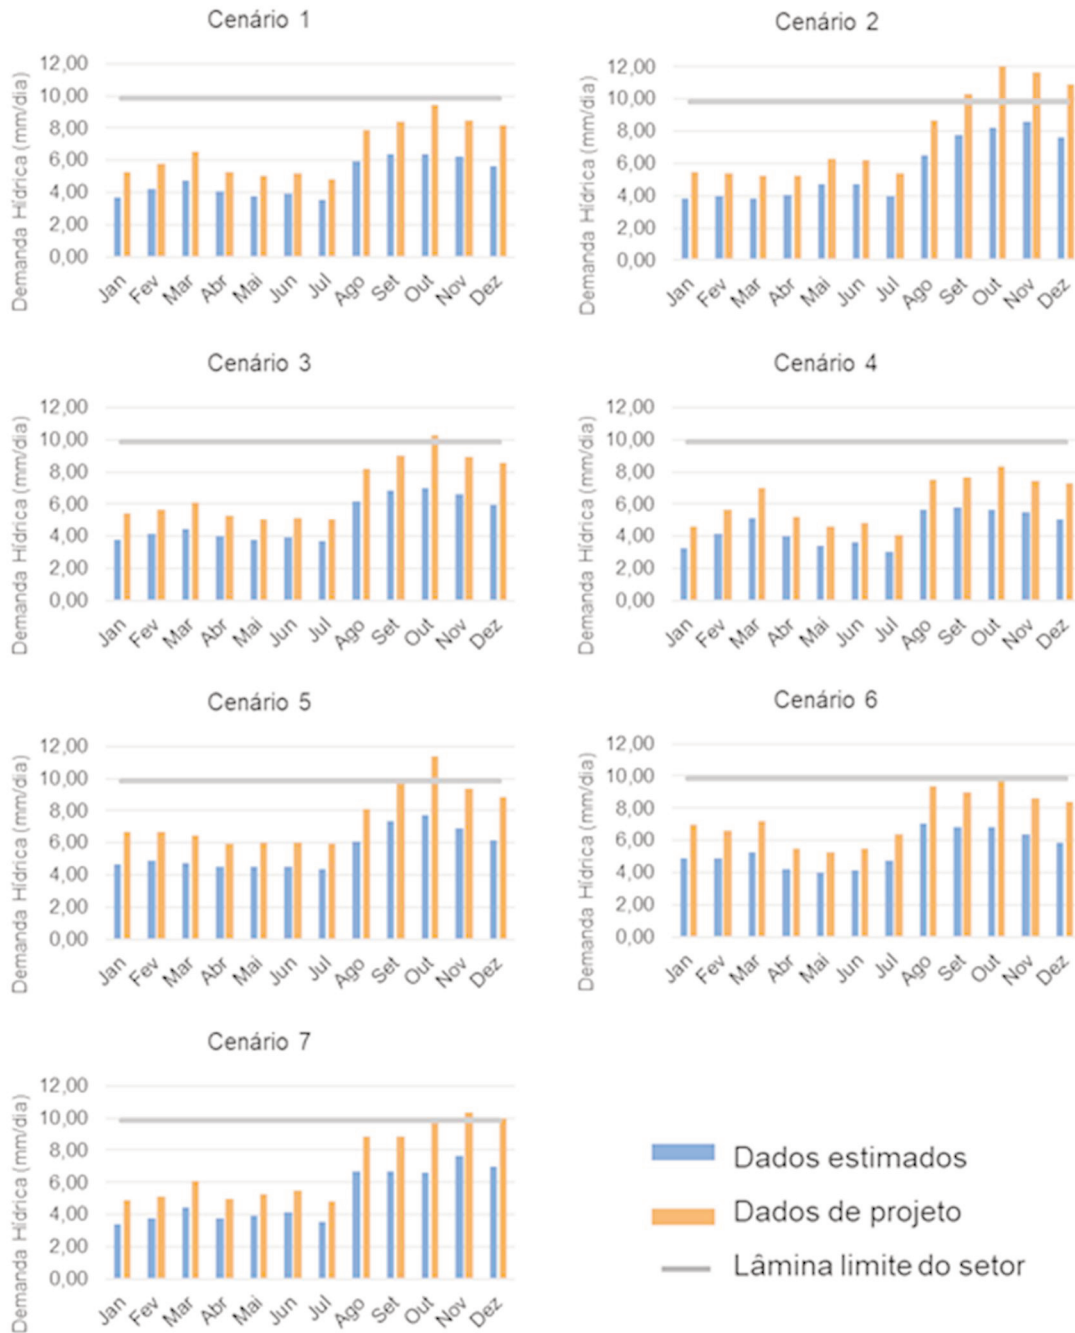 Cenário 1
Demanda Hídrica (mm/dia)
12,00
10,00
8,00
6,00
4,00
2,00
0,00
Jan Fev Mar Abr Mai Jun Jul Ago Set Out Nov Dez
Cenário 2
Demanda Hídrica (mm/dia)
12,00
10,00
8,00
6,00
4,00
2,00
0,00
Jan Fev Mar Abr Mai Jun Jul Ago Set Out Nov Dez
Cenário 3
Demanda Hídrica (mm/dia)
12,00
10,00
8,00
6,00
4,00
2,00
0,00
Jan Fev Mar Abr Mai Jun Jul Ago Set Out Nov Dez
Cenário 4
Demanda Hídrica (mm/dia)
12,00
10,00
8,00
6,00
4,00
2,00
0,00
Jan Fev Mar Abr Mai Jun Jul Ago Set Out Nov Dez
Cenário 5
Demanda Hídrica (mm/dia)
12,00
10,00
8,00
6,00
4,00
2,00
0,00
Jan Fev Mar Abr Mai Jun Jul Ago Set Out Nov Dez
Cenário 6
Demanda Hídrica (mm/dia)
12,00
10,00
8,00
6,00
4,00
2,00
0,00
Jan Fev Mar Abr Mai Jun Jul Ago Set Out Nov Dez
Cenário 7
Demanda Hídrica (mm/dia)
12,00
10,00
8,00
6,00
4,00
2,00
0,00
Jan Fev Mar Abr Mai Jun Jul Ago Set Out Nov Dez
Dados estimados
Dados de projeto
Lâmina limite do setor